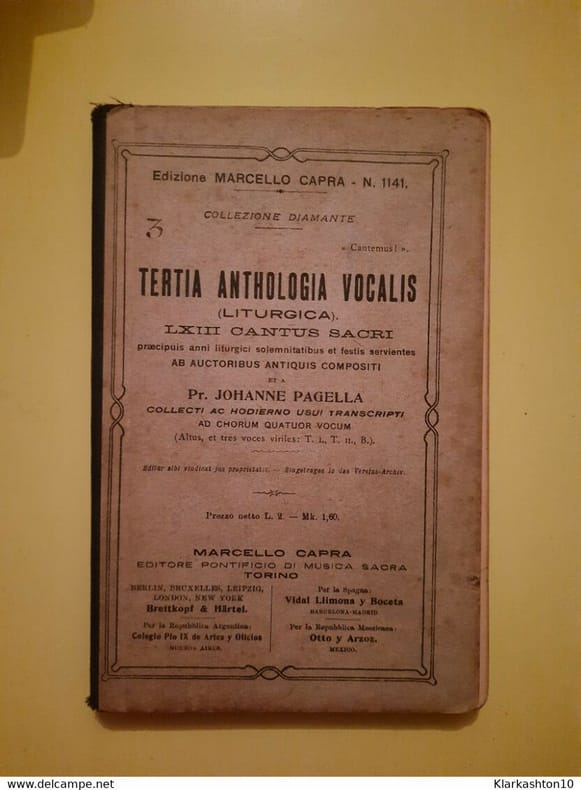 Edizione MARCELLO CAPRA - N. 1141.
COLLEZIONE DIAMANTE
3
« Cantemus! ».
TERTIA ANTHOLOGIA VOCALIS
(LITURGICA).
LXIII CANTUS SACRI
præcipuis anni liturgici solemnitatibus et festis servientes
AB AUCTORIBUS ANTIQUIS COMPOSITI
ET A
Pr. JOHANNE PAGELLA
COLLECTI AC HODIERNO USUI TRANSCRIPTI
AD CHORUM QUATUOR VOCUM
(Altus, et tres voces viriles: T. I., T. II., B.).
Editor sibi vindicat jus proprietatis. — Eingetragen in das Vereins-Archiv.
Prezzo netto L. 2. — Mk. 1,60.
MARCELLO CAPRA
EDITORE PONTIFICIO DI MUSICA SACRA
TORINO
BERLIN, BRUXELLES, LEIPZIG,
LONDON, NEW YORK
Breitkopf & Härtel.
Per la Repubblica Argentina:
Colegio Pio IX de Artes y Oficios
BUENOS AIRES.
Per la Spagna:
Vidal Llimona y Boceta
BARCELONA-MADRID
Per la Repubblica Messicana:
Otto y Arzoz.
MEXICO.
www.delcampe.net
Klarkashton10